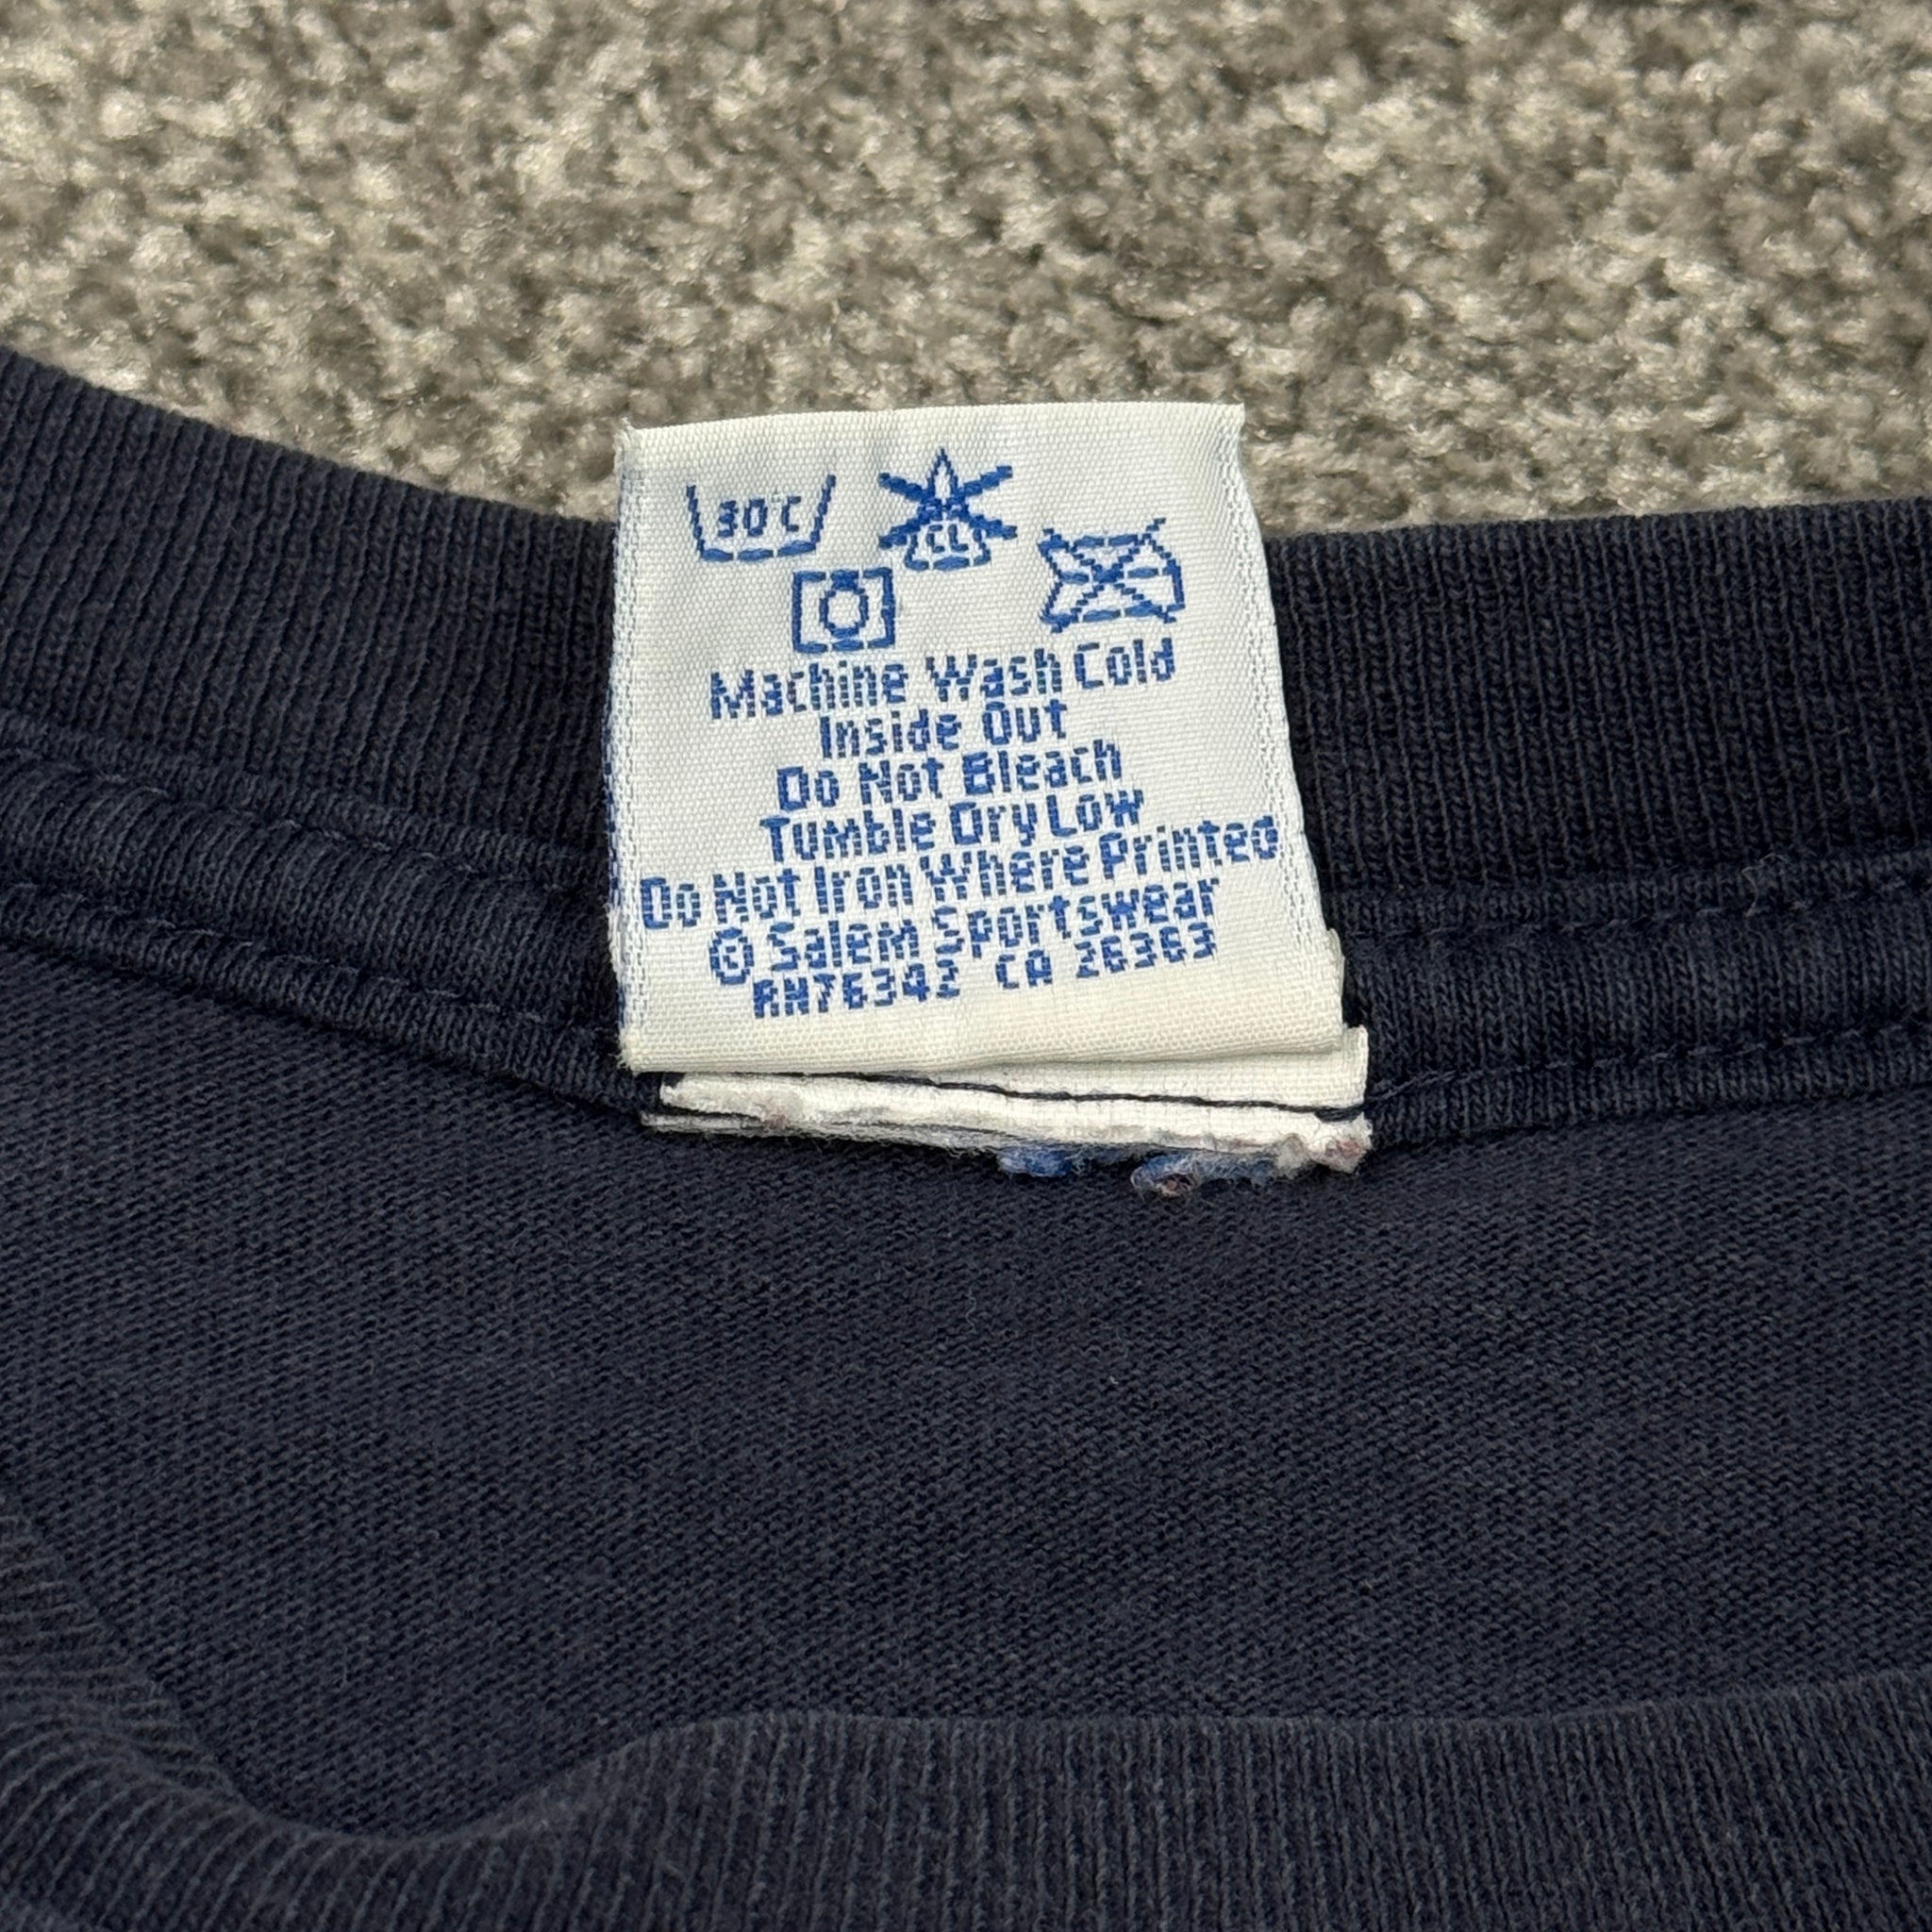 30°C
CL
Machine Wash Cold
Inside Out
Do Not Bleach
Tumble Dry Low
Do Not Iron Where Printed
© Salem Sportswear
RN76342 CA 26363